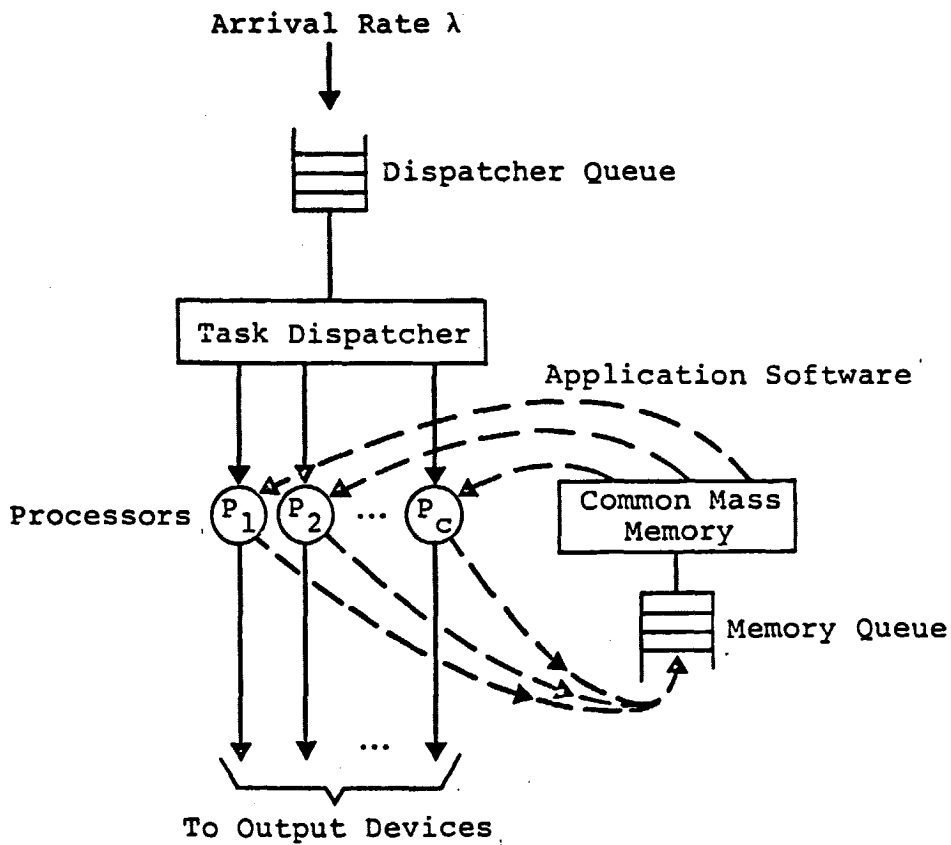 Arrival Rate λ
Dispatcher Queue
Task Dispatcher
Application Software
Processors
P1
P2
...
Pc
Common Mass
Memory
Memory Queue
...
To Output Devices